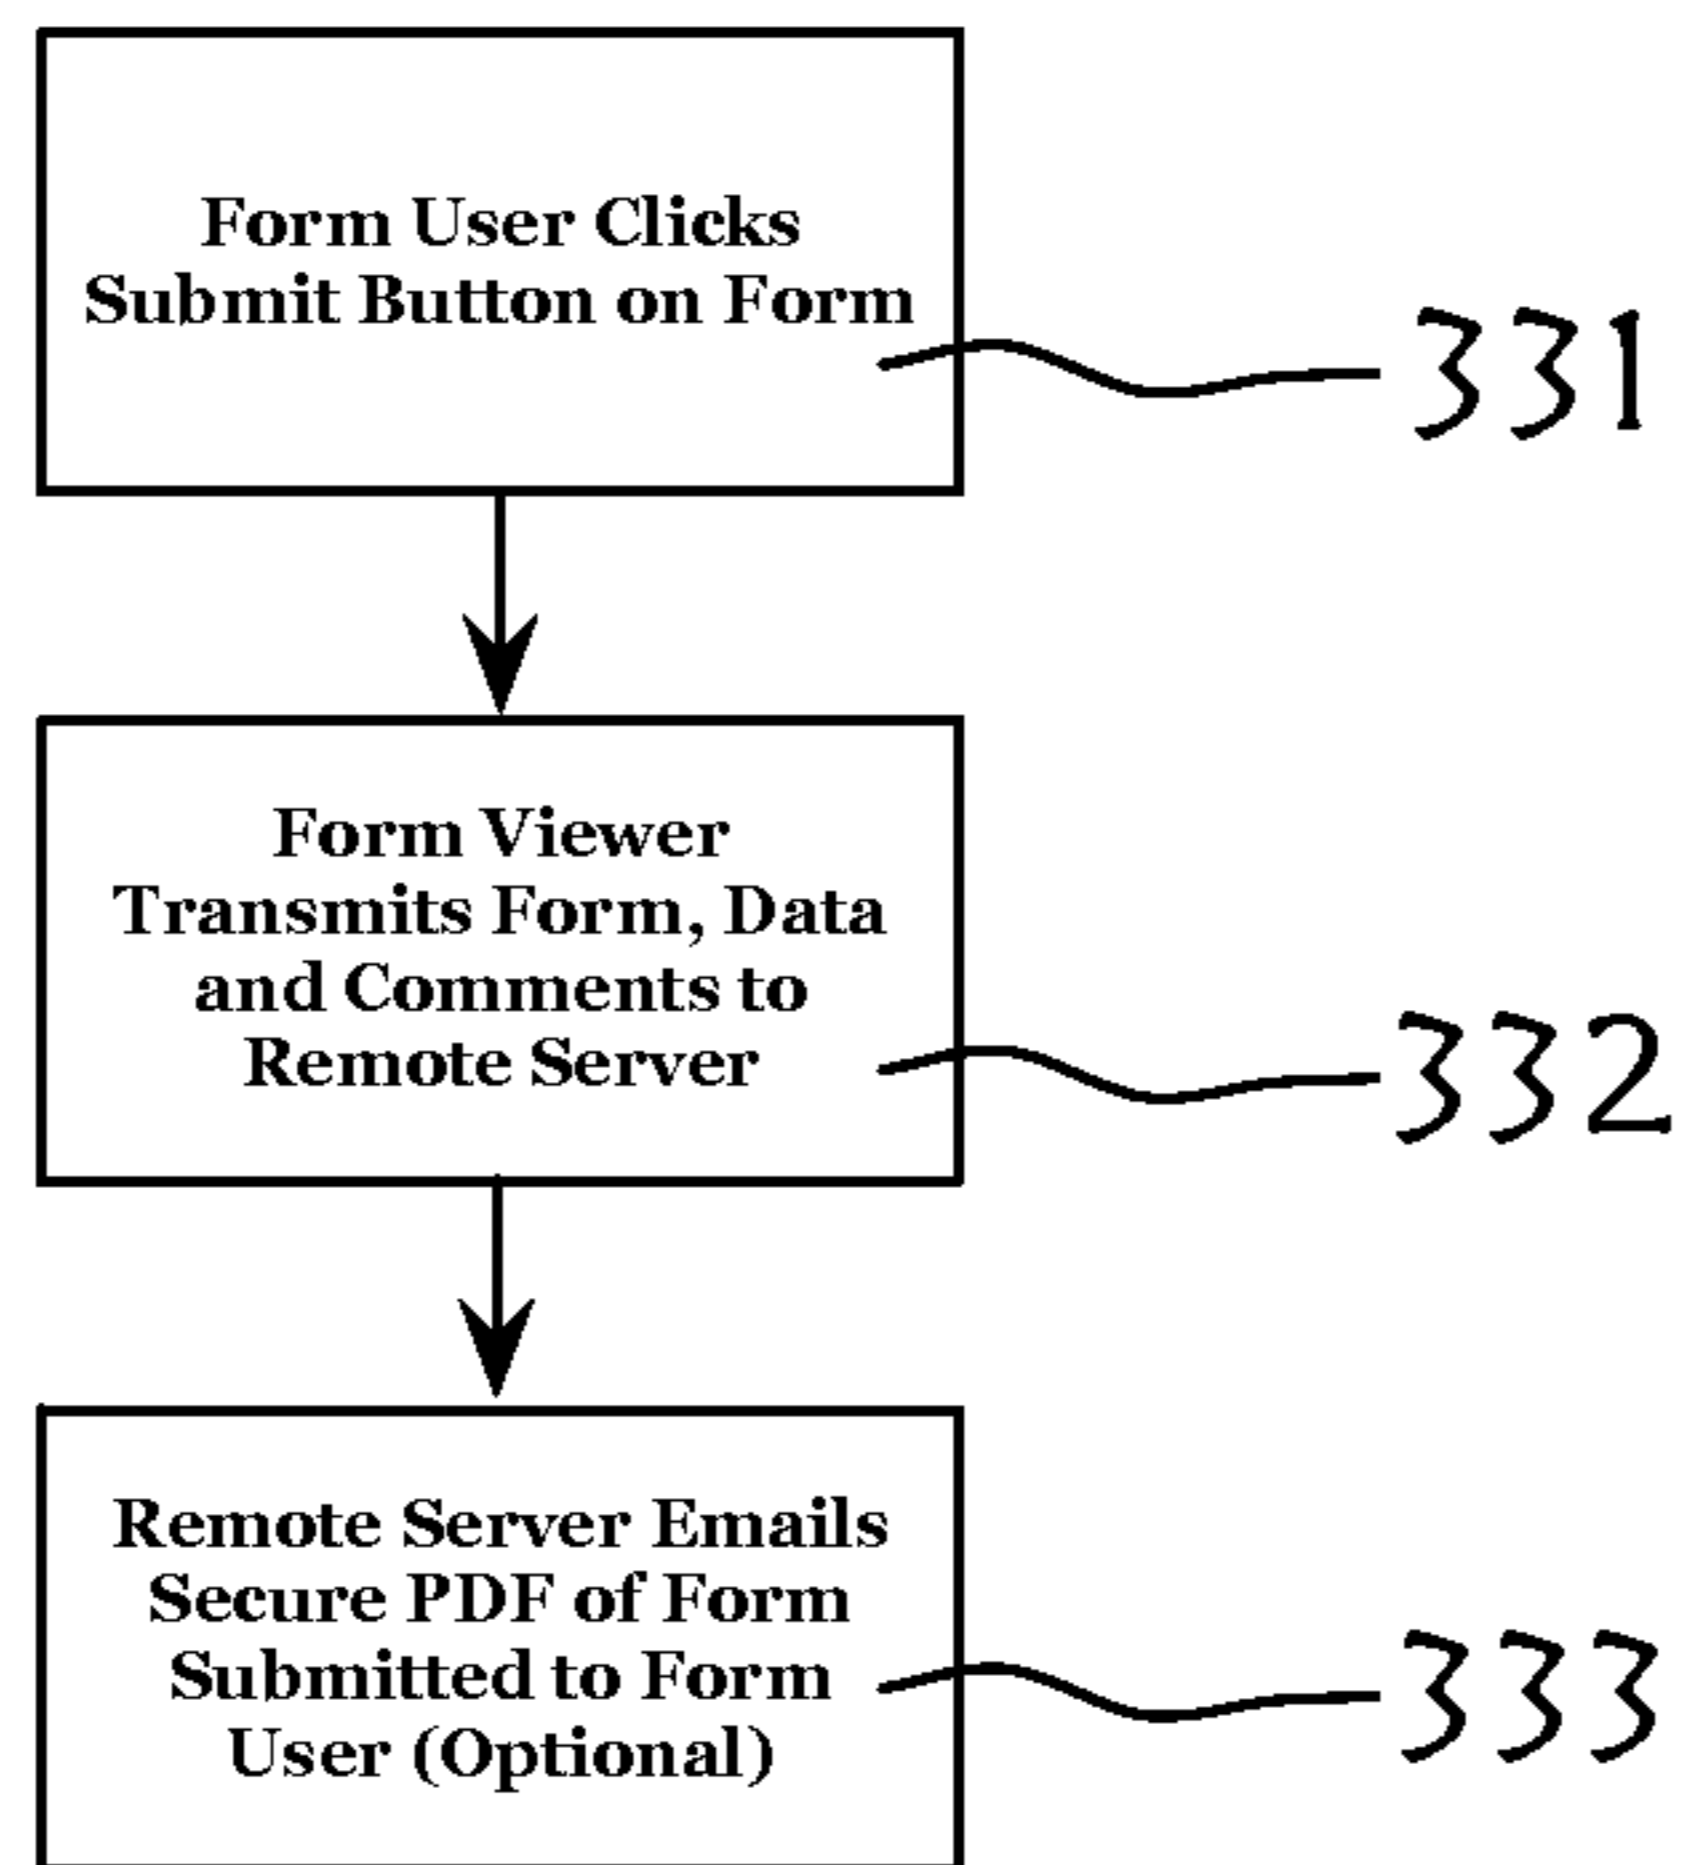 Form User Clicks
Submit Button on Form
331
Form Viewer
Transmits Form, Data
and Comments to
Remote Server
332
Remote Server Emails
Secure PDF of Form
Submitted to Form
User (Optional)
333